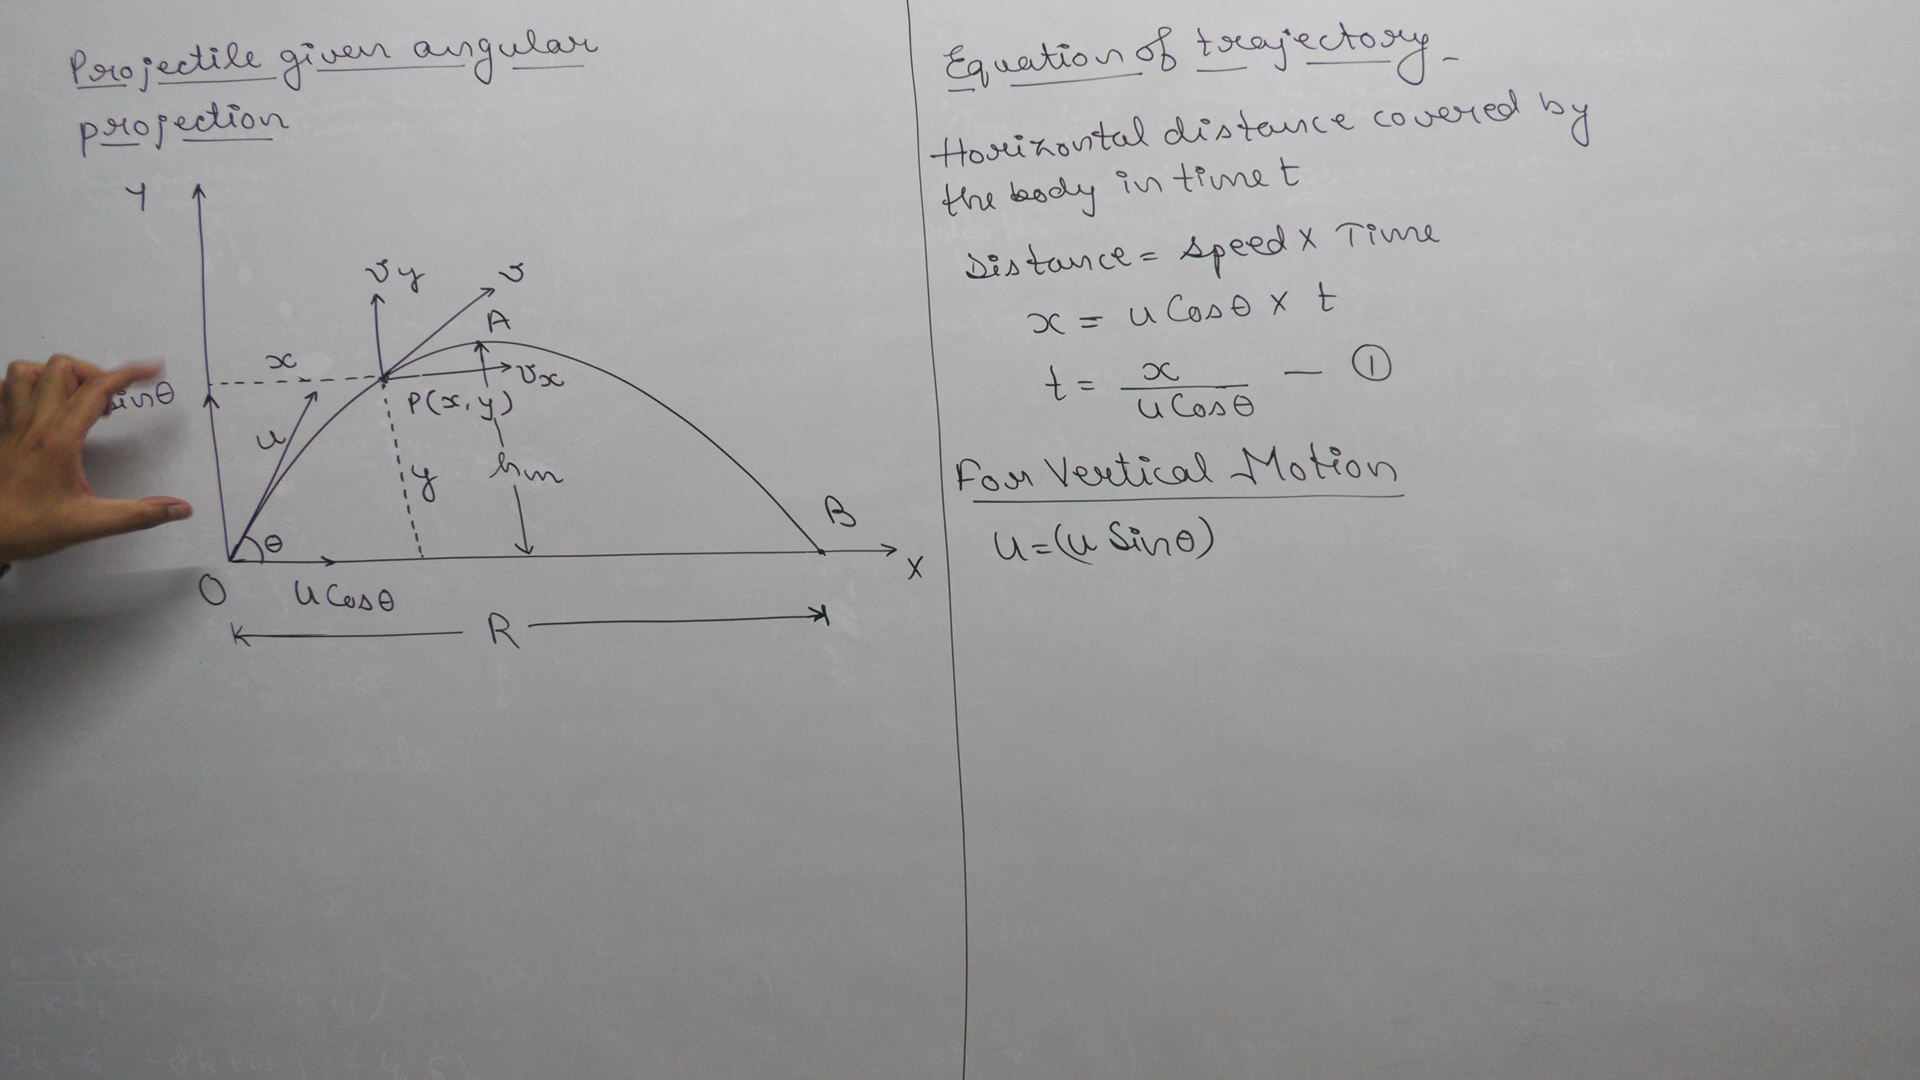 Projectile given angular
projection
Y
vy
v
A
x
vx
sinθ
P(x,y)
u
y
hm
θ
B
X
O
u Cosθ
R
Equation of trajectory
Horizontal distance covered by
the body in time t
Distance = speed x Time
x = u Cosθ x t
t = x / u Cosθ — ①
For Vertical Motion
u = (u Sinθ)